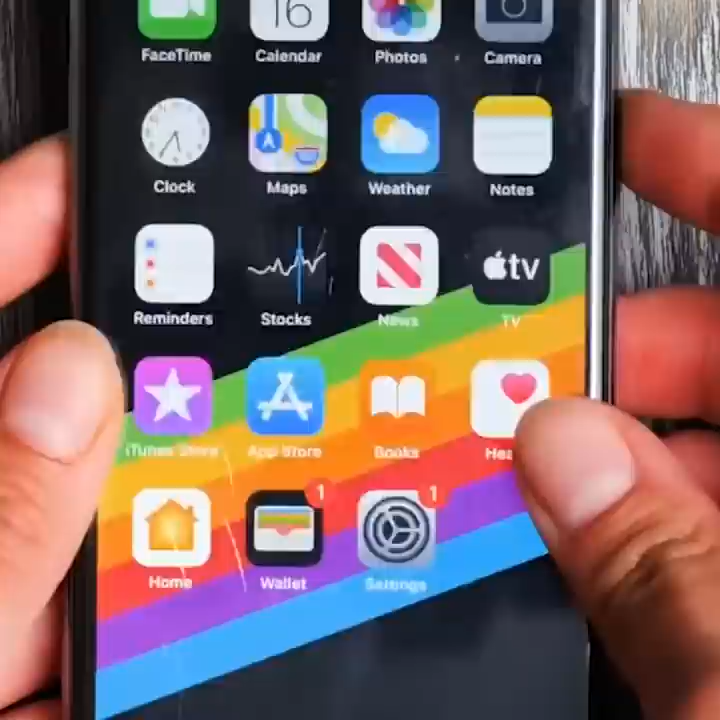 FaceTime
16
Calendar
Photos
Camera
Clock
Maps
Weather
Notes
Reminders
Stocks
News
tv
TV
iTunes Store
App Store
Books
Hea
1
1
Home
Wallet
Settings